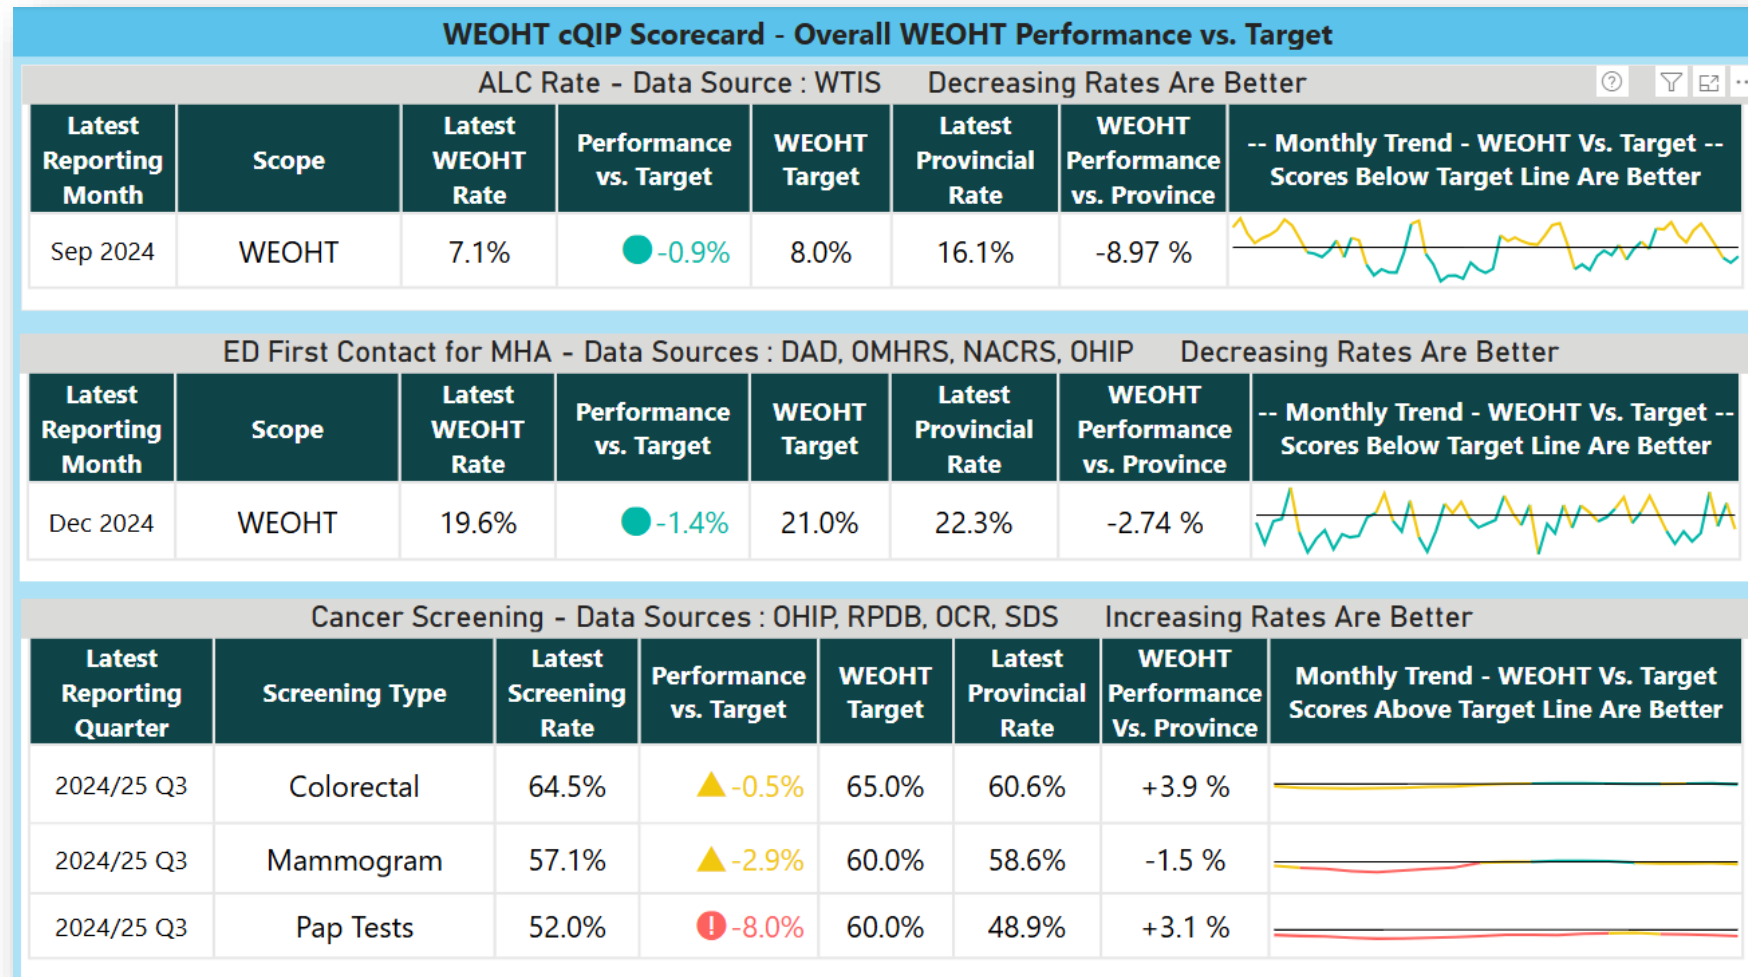 WEOHT cQIP Scorecard - Overall WEOHT Performance vs. Target
ALC Rate - Data Source : WTIS Decreasing Rates Are Better
Latest Reporting Month
Scope
Latest WEOHT Rate
Performance vs. Target
WEOHT Target
Latest Provincial Rate
WEOHT Performance vs. Province
-- Monthly Trend - WEOHT Vs. Target --
Scores Below Target Line Are Better
Sep 2024 WEOHT 7.1% -0.9% 8.0% 16.1% -8.97 %
ED First Contact for MHA - Data Sources : DAD, OMHRS, NACRS, OHIP Decreasing Rates Are Better
Latest Reporting Month
Scope
Latest WEOHT Rate
Performance vs. Target
WEOHT Target
Latest Provincial Rate
WEOHT Performance vs. Province
-- Monthly Trend - WEOHT Vs. Target --
Scores Below Target Line Are Better
Dec 2024 WEOHT 19.6% -1.4% 21.0% 22.3% -2.74 %
Cancer Screening - Data Sources : OHIP, RPDB, OCR, SDS Increasing Rates Are Better
Latest Reporting Quarter
Screening Type
Latest Screening Rate
Performance vs. Target
WEOHT Target
Latest Provincial Rate
WEOHT Performance Vs. Province
Monthly Trend - WEOHT Vs. Target
Scores Above Target Line Are Better
2024/25 Q3 Colorectal 64.5% -0.5% 65.0% 60.6% +3.9 %
2024/25 Q3 Mammogram 57.1% -2.9% 60.0% 58.6% -1.5 %
2024/25 Q3 Pap Tests 52.0% ! -8.0% 60.0% 48.9% +3.1 %